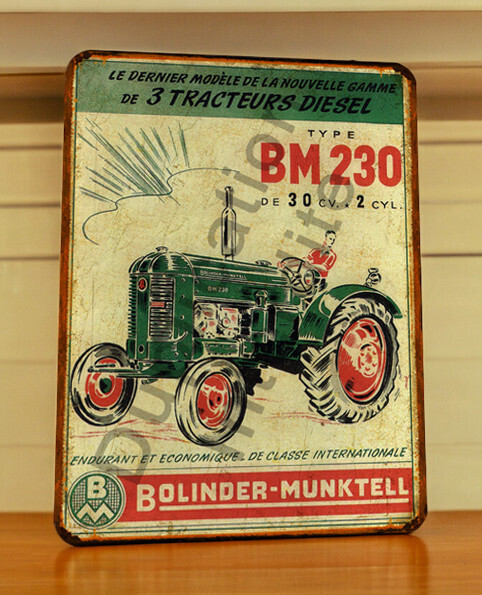 LE DERNIER MODÈLE DE LA NOUVELLE GAMME
DE 3 TRACTEURS DIESEL
TYPE
BM 230
DE 30 CV. & 2 CYL.
BOLINDER-MUNKTELL
BM 230
ENDURANT ET ECONOMIQUE. DE CLASSE INTERNATIONALE
BM
BOLINDER-MUNKTELL